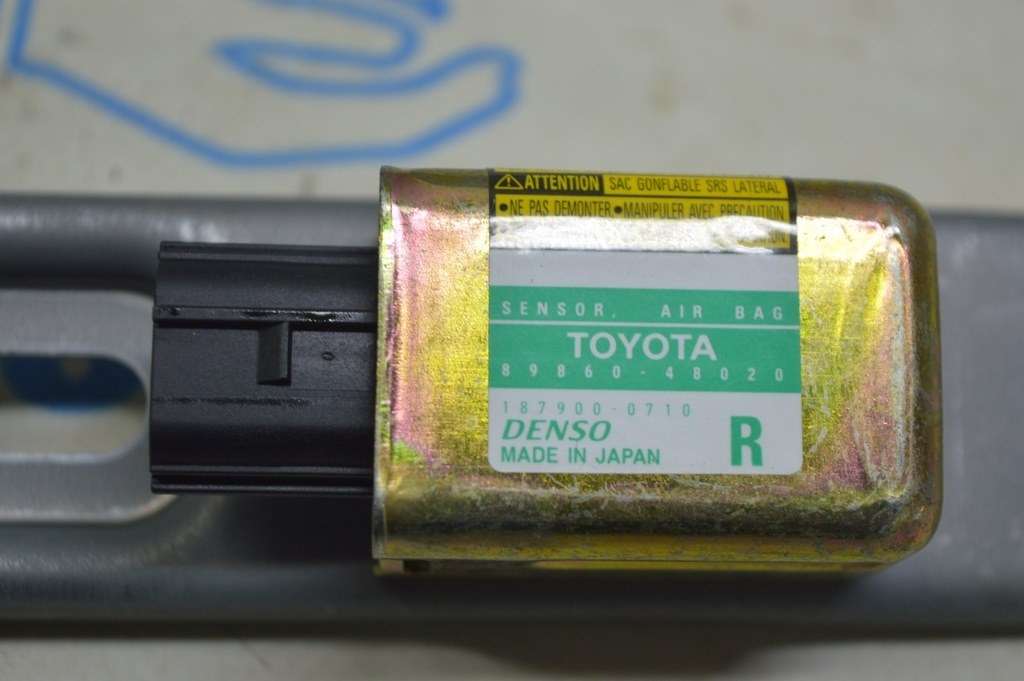 ⚠ATTENTION SAC GONFLABLE SRS LATERAL
•NE PAS DEMONTER•MANIPULER AVEC PRECAUTION
SENSOR, AIR BAG
TOYOTA
89860-48020
187900-0710
DENSO
MADE IN JAPAN
R